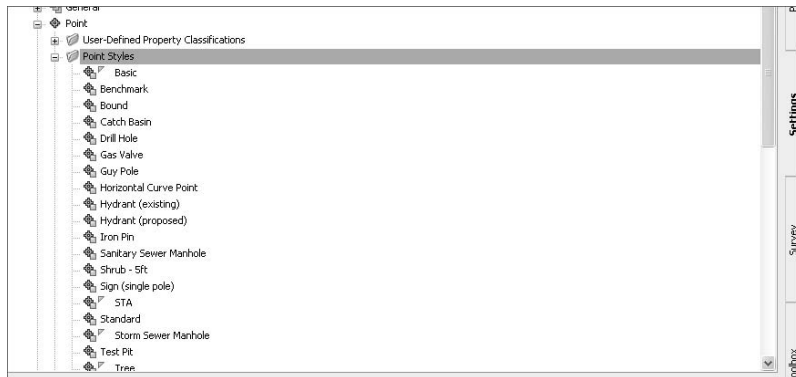 General
Point
User-Defined Property Classifications
Point Styles
Basic
Benchmark
Bound
Catch Basin
Drill Hole
Gas Valve
Guy Pole
Horizontal Curve Point
Hydrant (existing)
Hydrant (proposed)
Iron Pin
Sanitary Sewer Manhole
Shrub - 5ft
Sign (single pole)
STA
Standard
Storm Sewer Manhole
Test Pit
Tree
Settings
Survey